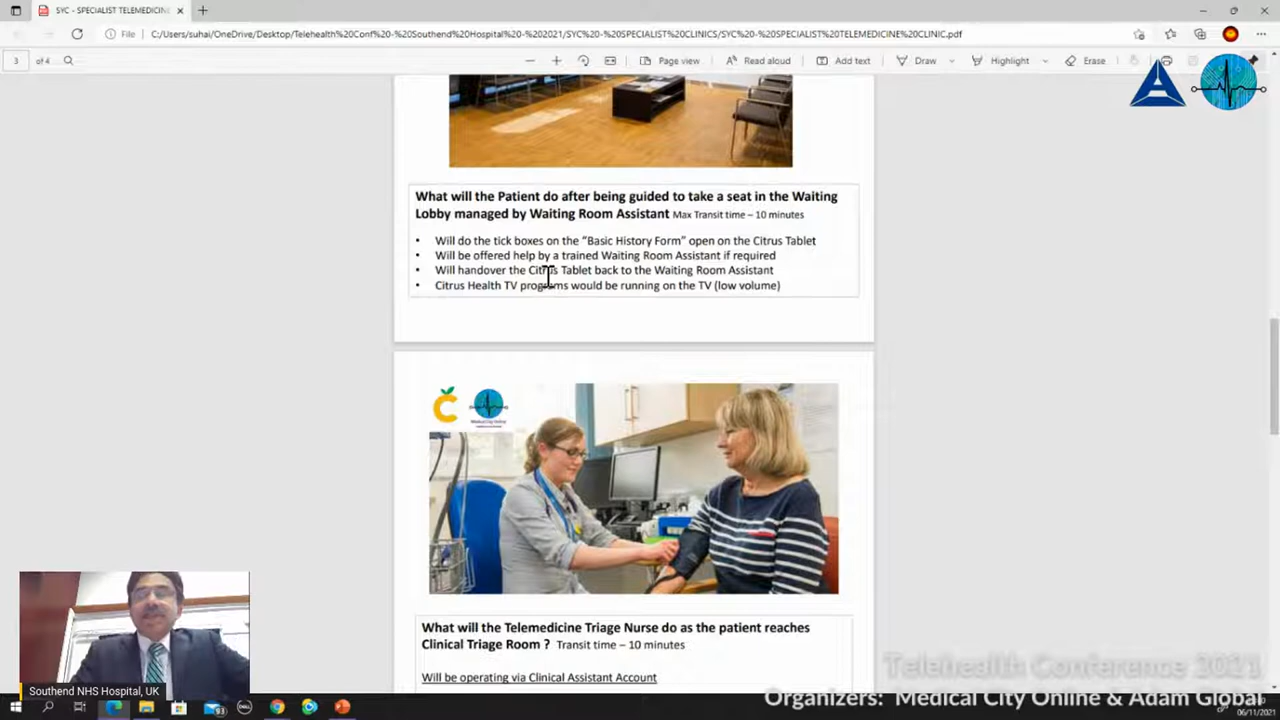 SYC - SPECIALIST TELEMEDICINE
File
C:/Users/suhai/OneDrive/Desktop/Telehealth%20Conf%20-%20Southend%20Hospital%20-%202021/SYC%20-%20SPECIALIST%20CLINICS/SYC%20-%20SPECIALIST%20TELEMEDICINE%20CLINIC.pdf
3 of 4
Page view
Read aloud
Add text
Draw
Highlight
Erase
What will the Patient do after being guided to take a seat in the Waiting
Lobby managed by Waiting Room Assistant Max Transit time – 10 minutes
• Will do the tick boxes on the “Basic History Form” open on the Citrus Tablet
• Will be offered help by a trained Waiting Room Assistant if required
• Will handover the Citrus Tablet back to the Waiting Room Assistant
• Citrus Health TV programs would be running on the TV (low volume)
What will the Telemedicine Triage Nurse do as the patient reaches
Clinical Triage Room ? Transit time – 10 minutes
Will be operating via Clinical Assistant Account
Southend NHS Hospital, UK
Telehealth Conference 2021
Organizers: Medical City Online & Adam Global
93
DELL
06/11/2021